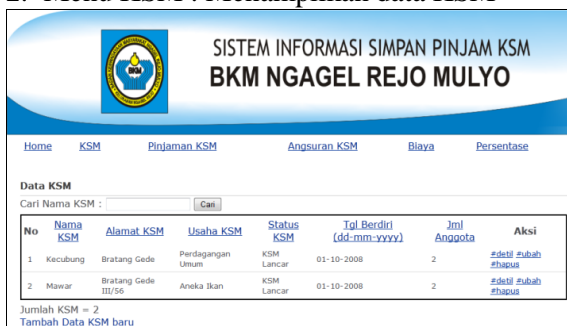 2. Menu KSM : Menampilkan data KSM
SISTEM INFORMASI SIMPAN PINJAM KSM
BKM NGAGEL REJO MULYO
BKM
Home KSM Pinjaman KSM Angsuran KSM Biaya Persentase
Data KSM
Cari Nama KSM : Cari
No Nama KSM Alamat KSM Usaha KSM Status KSM Tgl Berdiri (dd-mm-yyyy) Jml Anggota Aksi
1 Kecubung Bratang Gede Perdagangan Umum KSM Lancar 01-10-2008 2 #detil #ubah #hapus
2 Mawar Bratang Gede III/56 Aneka Ikan KSM Lancar 01-10-2008 2 #detil #ubah #hapus
Jumlah KSM = 2
Tambah Data KSM baru